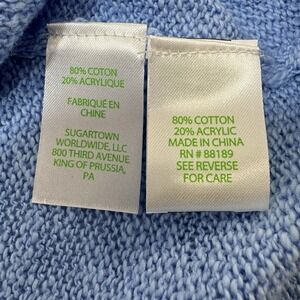 80% COTON
20% ACRYLIQUE
FABRIQUÉ EN
CHINE
SUGARTOWN
WORLDWIDE, LLC
800 THIRD AVENUE
KING OF PRUSSIA,
PA
80% COTTON
20% ACRYLIC
MADE IN CHINA
RN # 88189
SEE REVERSE
FOR CARE